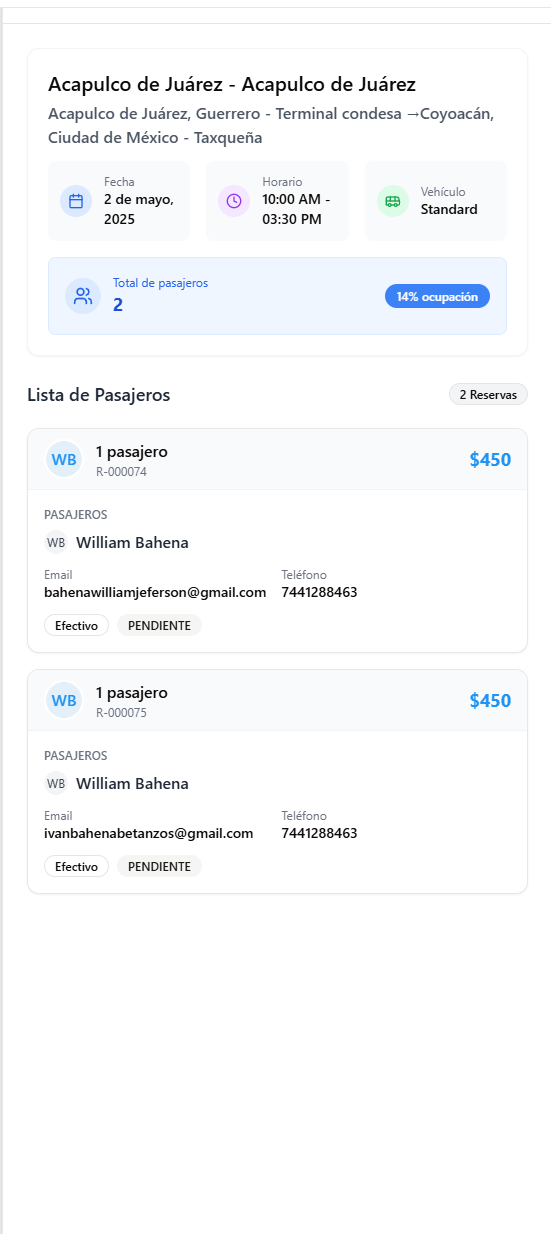 Acapulco de Juárez - Acapulco de Juárez
Acapulco de Juárez, Guerrero - Terminal condesa →Coyoacán,
Ciudad de México - Taxqueña
Fecha
2 de mayo,
2025
Horario
10:00 AM -
03:30 PM
Vehículo
Standard
Total de pasajeros
2
14% ocupación
Lista de Pasajeros
2 Reservas
WB
1 pasajero
R-000074
$450
PASAJEROS
WB William Bahena
Email
bahenawilliamjeferson@gmail.com
Teléfono
7441288463
Efectivo
PENDIENTE
WB
1 pasajero
R-000075
$450
PASAJEROS
WB William Bahena
Email
ivanbahenabetanzos@gmail.com
Teléfono
7441288463
Efectivo
PENDIENTE